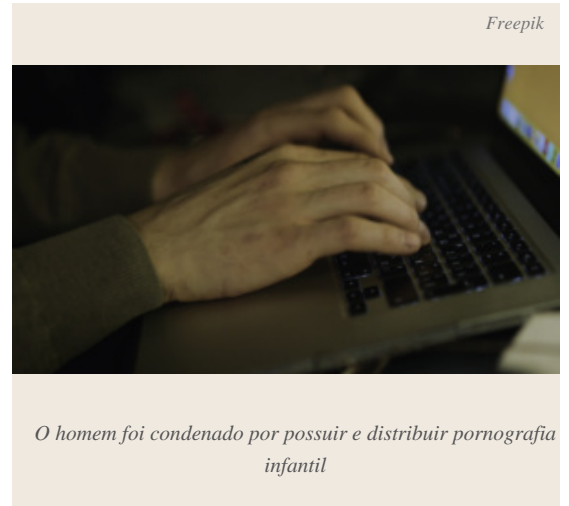 Freepik
O homem foi condenado por possuir e distribuir pornografia
infantil